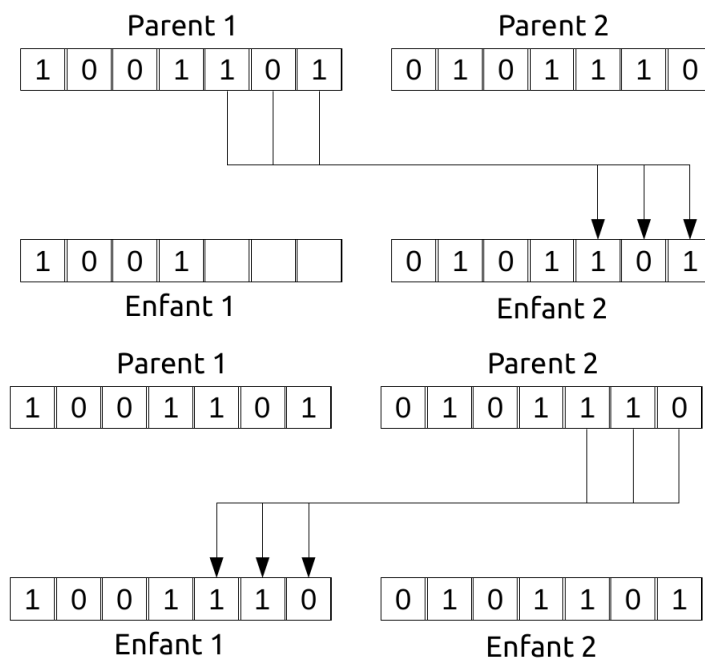 Parent 1 Parent 2
1 0 0 1 1 0 1 0 1 0 1 1 1 0
1 0 0 1 0 1 0 1 1 0 1
Enfant 1 Enfant 2
Parent 1 Parent 2
1 0 0 1 1 0 1 0 1 0 1 1 1 0
1 0 0 1 1 1 0 0 1 0 1 1 0 1
Enfant 1 Enfant 2